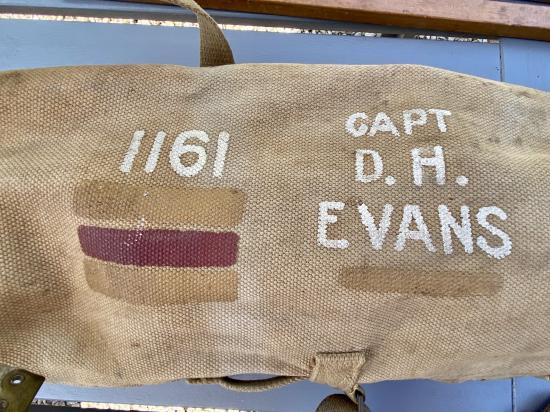 1161
CAPT
D.H.
EVANS